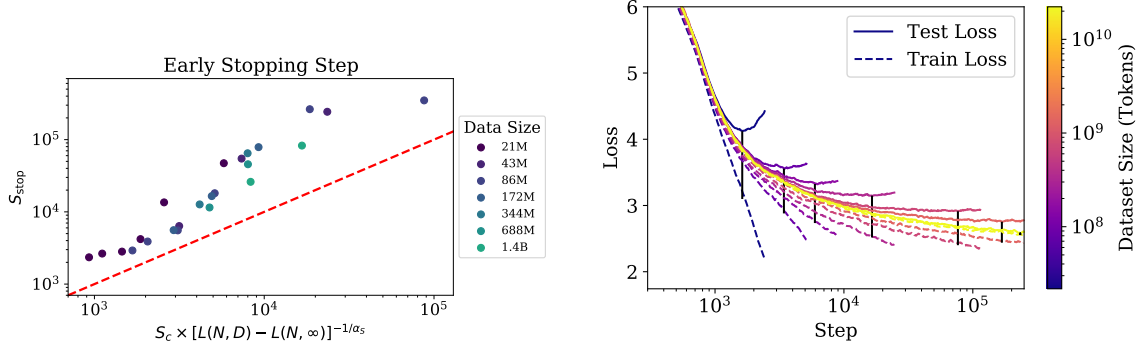 Early Stopping Step
S_stop
10^5
10^4
10^3
10^3
10^4
10^5
S_c × [L(N, D) − L(N, ∞)]^{−1/α_S}
Data Size
21M
43M
86M
172M
344M
688M
1.4B
Loss
6
5
4
3
2
10^3
10^4
10^5
Step
Test Loss
Train Loss
10^10
10^9
10^8
Dataset Size (Tokens)